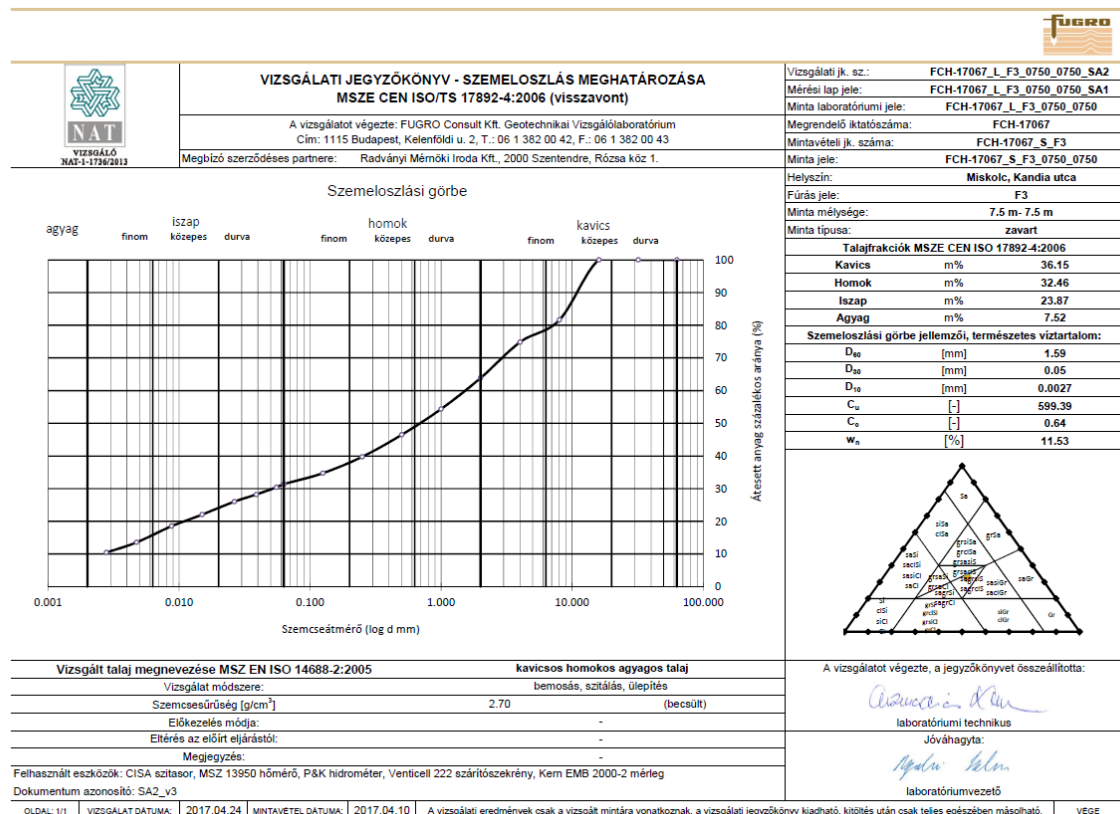 fugro
NAT
VIZSGÁLÓ
NAT-1-1736/2013
VIZSGÁLATI JEGYZŐKÖNYV - SZEMELOSZLÁS MEGHATÁROZÁSA
MSZE CEN ISO/TS 17892-4:2006 (visszavont)
A vizsgálatot végezte: FUGRO Consult Kft. Geotechnikai Vizsgálólaboratórium
Cím: 1115 Budapest, Kelenföldi u. 2, T.: 06 1 382 00 42, F.: 06 1 382 00 43
Megbízó szerződéses partnere: Radványi Mérnöki Iroda Kft., 2000 Szentendre, Rózsa köz 1.
Vizsgálati jk. sz.: FCH-17067_L_F3_0750_0750_SA2
Mérési lap jele: FCH-17067_L_F3_0750_0750_SA1
Minta laboratóriumi jele: FCH-17067_L_F3_0750_0750
Megrendelő iktatószáma: FCH-17067
Mintavételi jk. száma: FCH-17067_S_F3
Minta jele: FCH-17067_S_F3_0750_0750
Helyszín: Miskolc, Kandia utca
Fúrás jele: F3
Minta mélysége: 7.5 m- 7.5 m
Minta típusa: zavart
Talajfrakciók MSZE CEN ISO 17892-4:2006
Kavics m% 36.15
Homok m% 32.46
Iszap m% 23.87
Agyag m% 7.52
Szemeloszlási görbe jellemzői, természetes víztartalom:
D60 [mm] 1.59
D30 [mm] 0.05
D10 [mm] 0.0027
Cu [-] 599.39
Cc [-] 0.64
wn [%] 11.53
Szemeloszlási görbe
agyag iszap homok kavics
finom közepes durva finom közepes durva finom közepes durva
100
90
80
70
60
50
40
30
20
10
0
Átesett anyag százalékos aránya (%)
0.001 0.010 0.100 1.000 10.000 100.000
Szemcseátmérő (log d mm)
Sa
siSa
clSa
grSa
grsiSa
grclSa
saSi
saclSi
sasiCl
saCl
grsaSi
grsaCl
sagrSi
sagrCl
sasiGr
saclGr
saGr
Si
clSi
siCl
grSi
grclSi
grsiCl
siGr
clGr
Gr
Vizsgált talaj megnevezése MSZ EN ISO 14688-2:2005 kavicsos homokos agyagos talaj
Vizsgálat módszere: bemosás, szitálás, ülepítés
Szemcsesűrűség [g/cm3] 2.70 (becsült)
Előkezelés módja: -
Eltérés az előírt eljárástól: -
Megjegyzés: -
Felhasznált eszközök: CISA szitasor, MSZ 13950 hőmérő, P&K hidrométer, Venticell 222 szárítószekrény, Kern EMB 2000-2 mérleg
Dokumentum azonosító: SA2_v3
A vizsgálatot végezte, a jegyzőkönyvet összeállította:
laboratóriumi technikus
Jóváhagyta:
laboratóriumvezető
OLDAL: 1/1 VIZSGÁLAT DÁTUMA: 2017.04.24 MINTAVÉTEL DÁTUMA: 2017.04.10 A vizsgálati eredmények csak a vizsgált mintára vonatkoznak, a vizsgálati jegyzőkönyv kiadható, kitöltés után csak teljes egészében másolható. VÉGE